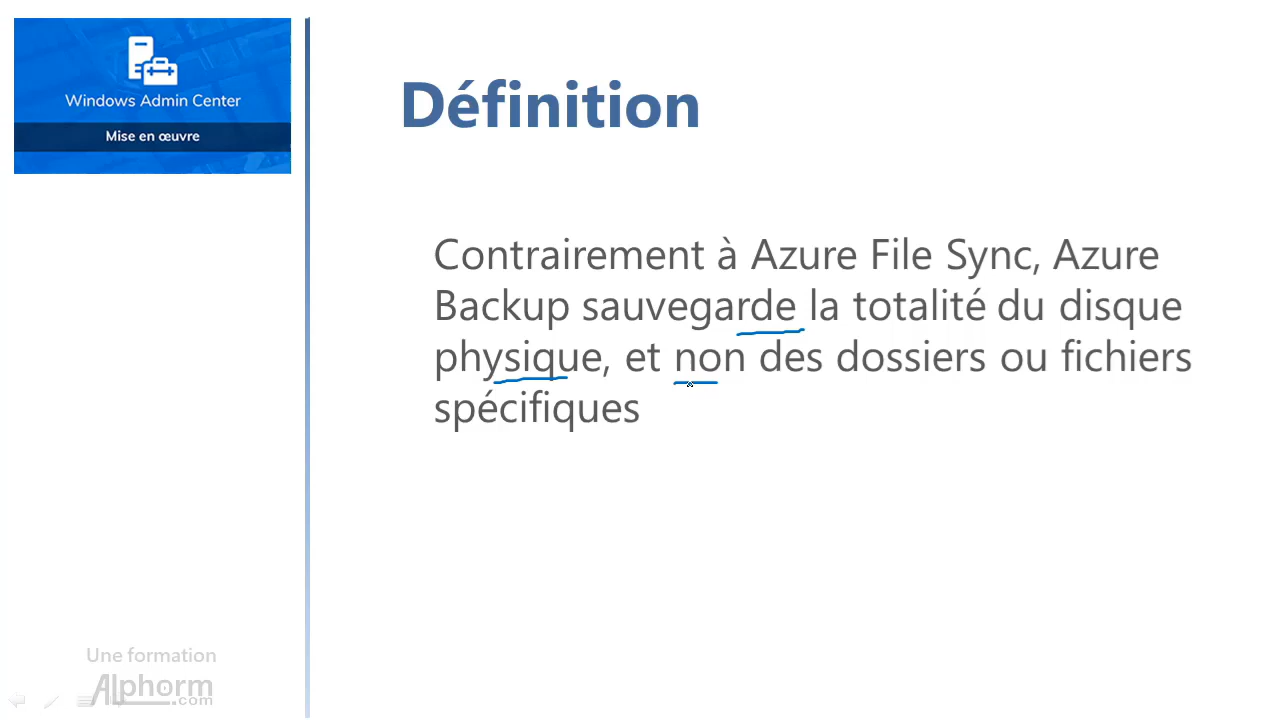 Windows Admin Center
Mise en œuvre
Définition
Contrairement à Azure File Sync, Azure
Backup sauvegarde la totalité du disque
physique, et non des dossiers ou fichiers
spécifiques
Une formation
Alphorm
.com